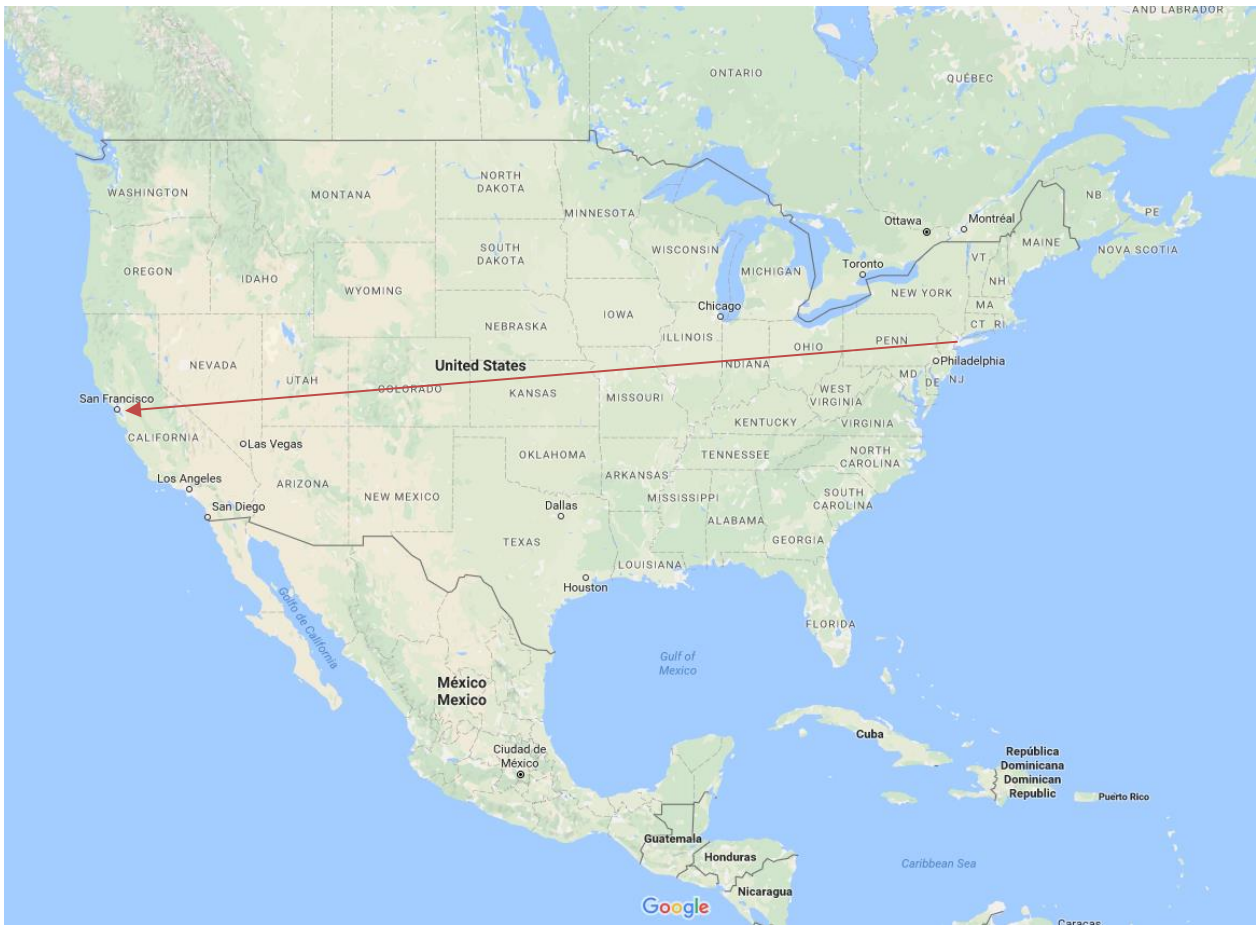 AND LABRADOR
ONTARIO
QUÉBEC
WASHINGTON
MONTANA
NORTH
DAKOTA
MINNESOTA
NB
PE
Ottawa
Montréal
MAINE
NOVA SCOTIA
OREGON
IDAHO
WYOMING
SOUTH
DAKOTA
WISCONSIN
MICHIGAN
Toronto
VT
NH
NEW YORK
MA
CT
RI
Chicago
IOWA
NEBRASKA
ILLINOIS
INDIANA
OHIO
PENN
Philadelphia
MD
DE
NJ
NEVADA
UTAH
United States
COLORADO
KANSAS
MISSOURI
WEST
VIRGINIA
VIRGINIA
KENTUCKY
San Francisco
CALIFORNIA
Las Vegas
OKLAHOMA
TENNESSEE
NORTH
CAROLINA
Los Angeles
ARIZONA
NEW MEXICO
ARKANSAS
MISSISSIPPI
SOUTH
CAROLINA
San Diego
Dallas
ALABAMA
GEORGIA
TEXAS
LOUISIANA
Houston
FLORIDA
Golfo de California
Gulf of
Mexico
México
Mexico
Cuba
Ciudad de
México
República
Dominicana
Dominican
Republic
Puerto Rico
Guatemala
Honduras
Caribbean Sea
Nicaragua
Google
Caracas